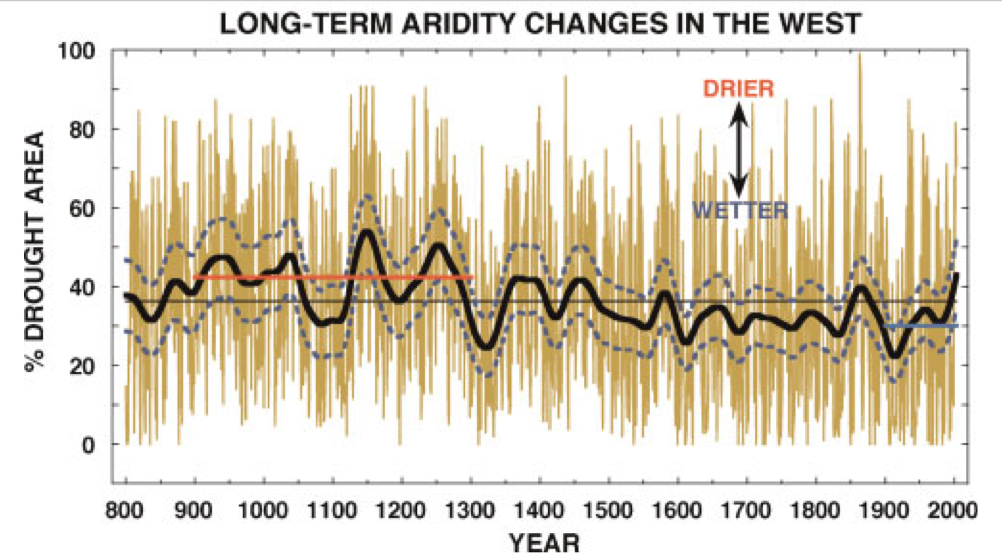 LONG-TERM ARIDITY CHANGES IN THE WEST
100
80
60
40
20
0
% DROUGHT AREA
DRIER
WETTER
800 900 1000 1100 1200 1300 1400 1500 1600 1700 1800 1900 2000
YEAR